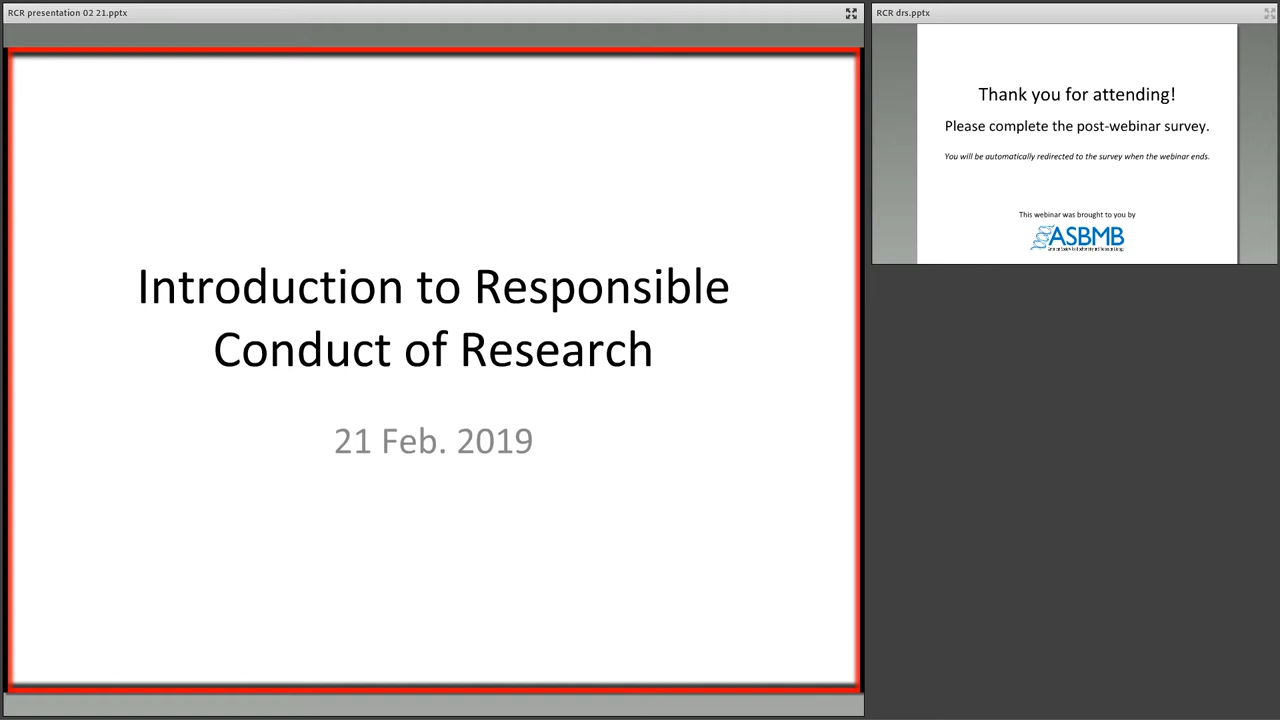 RCR presentation 02 21.pptx
Introduction to Responsible
Conduct of Research
21 Feb. 2019
RCR drs.pptx
Thank you for attending!
Please complete the post-webinar survey.
You will be automatically redirected to the survey when the webinar ends.
This webinar was brought to you by
ASBMB